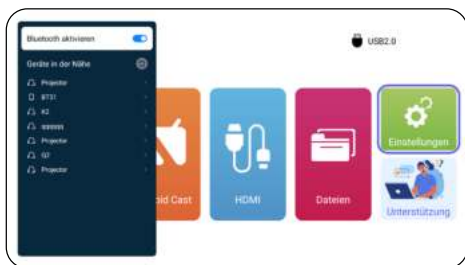 Bluetooth aktivieren
Geräte in der Nähe
Projector
BT31
K2
Projector
Q7
Projector
USB2.0
oid Cast
HDMI
Dateien
Einstellungen
Unterstützung